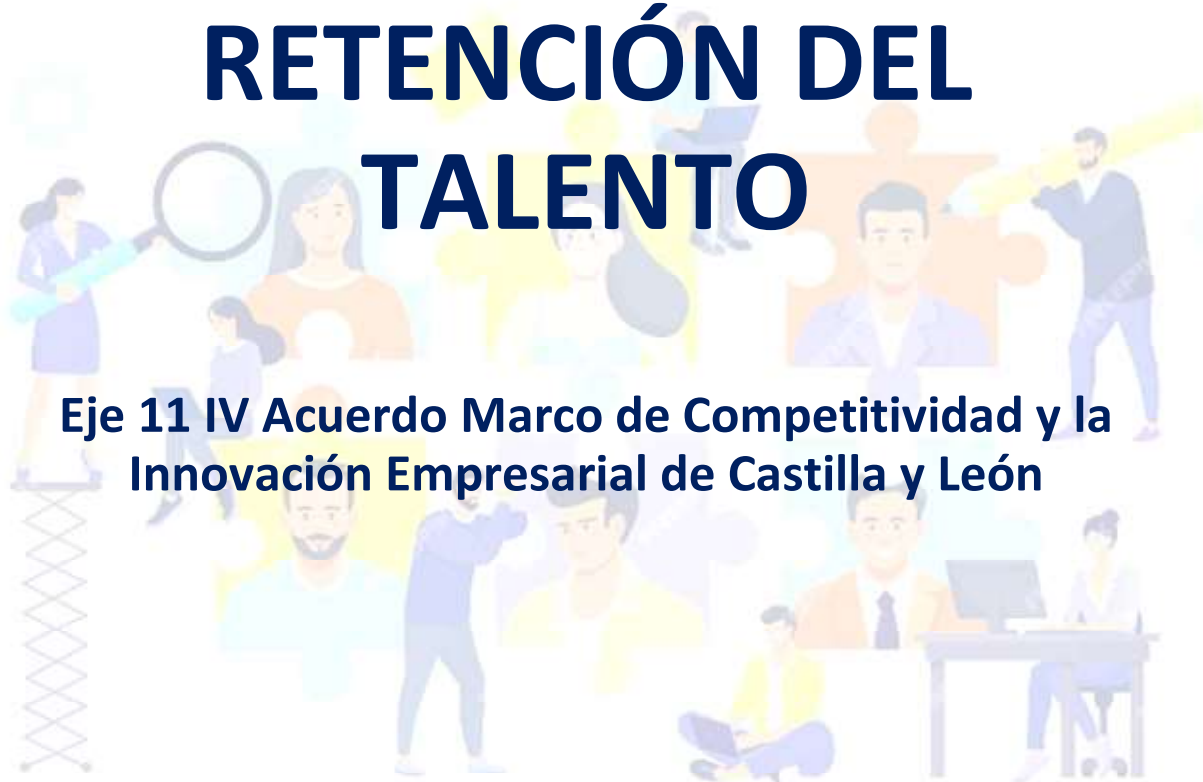 RETENCIÓN DEL
TALENTO
Eje 11 IV Acuerdo Marco de Competitividad y la
Innovación Empresarial de Castilla y León